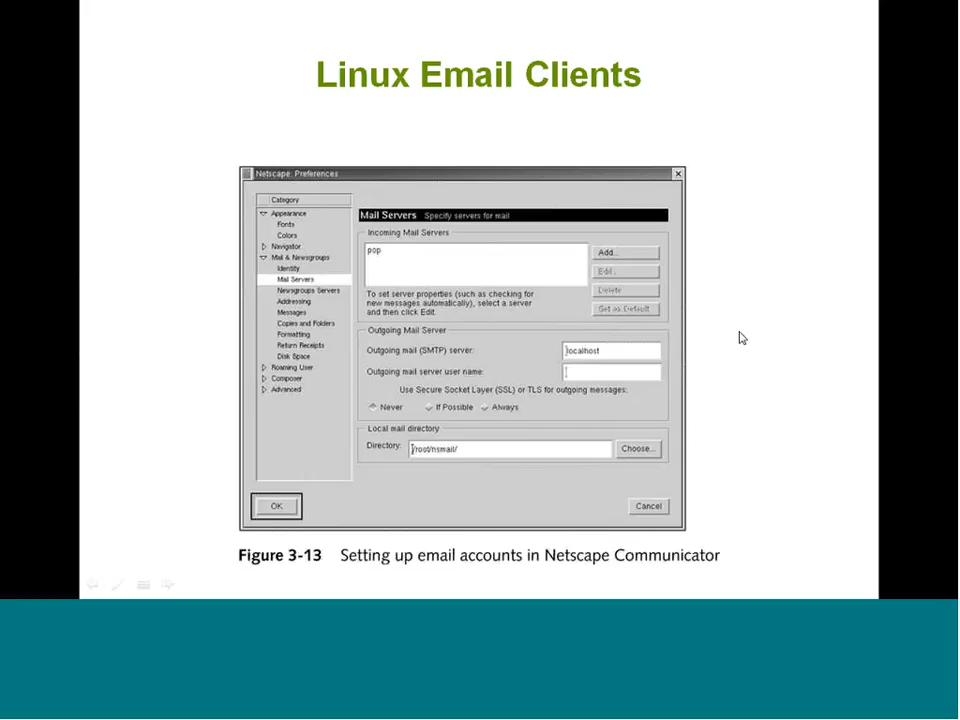 Linux Email Clients
Netscape: Preferences
Category
Appearance
Fonts
Colors
Navigator
Mail & Newsgroups
Identity
Mail Servers
Newsgroups Servers
Addressing
Messages
Copies and Folders
Formatting
Return Receipts
Disk Space
Roaming User
Composer
Advanced
Mail Servers Specify servers for mail
Incoming Mail Servers
pop
Add...
Edit...
Delete
Set as Default
To set server properties (such as checking for
new messages automatically), select a server
and then click Edit.
Outgoing Mail Server
Outgoing mail (SMTP) server: localhost
Outgoing mail server user name:
Use Secure Socket Layer (SSL) or TLS for outgoing messages:
Never If Possible Always
Local mail directory
Directory: /root/nsmail/ Choose...
OK Cancel
Figure 3-13 Setting up email accounts in Netscape Communicator